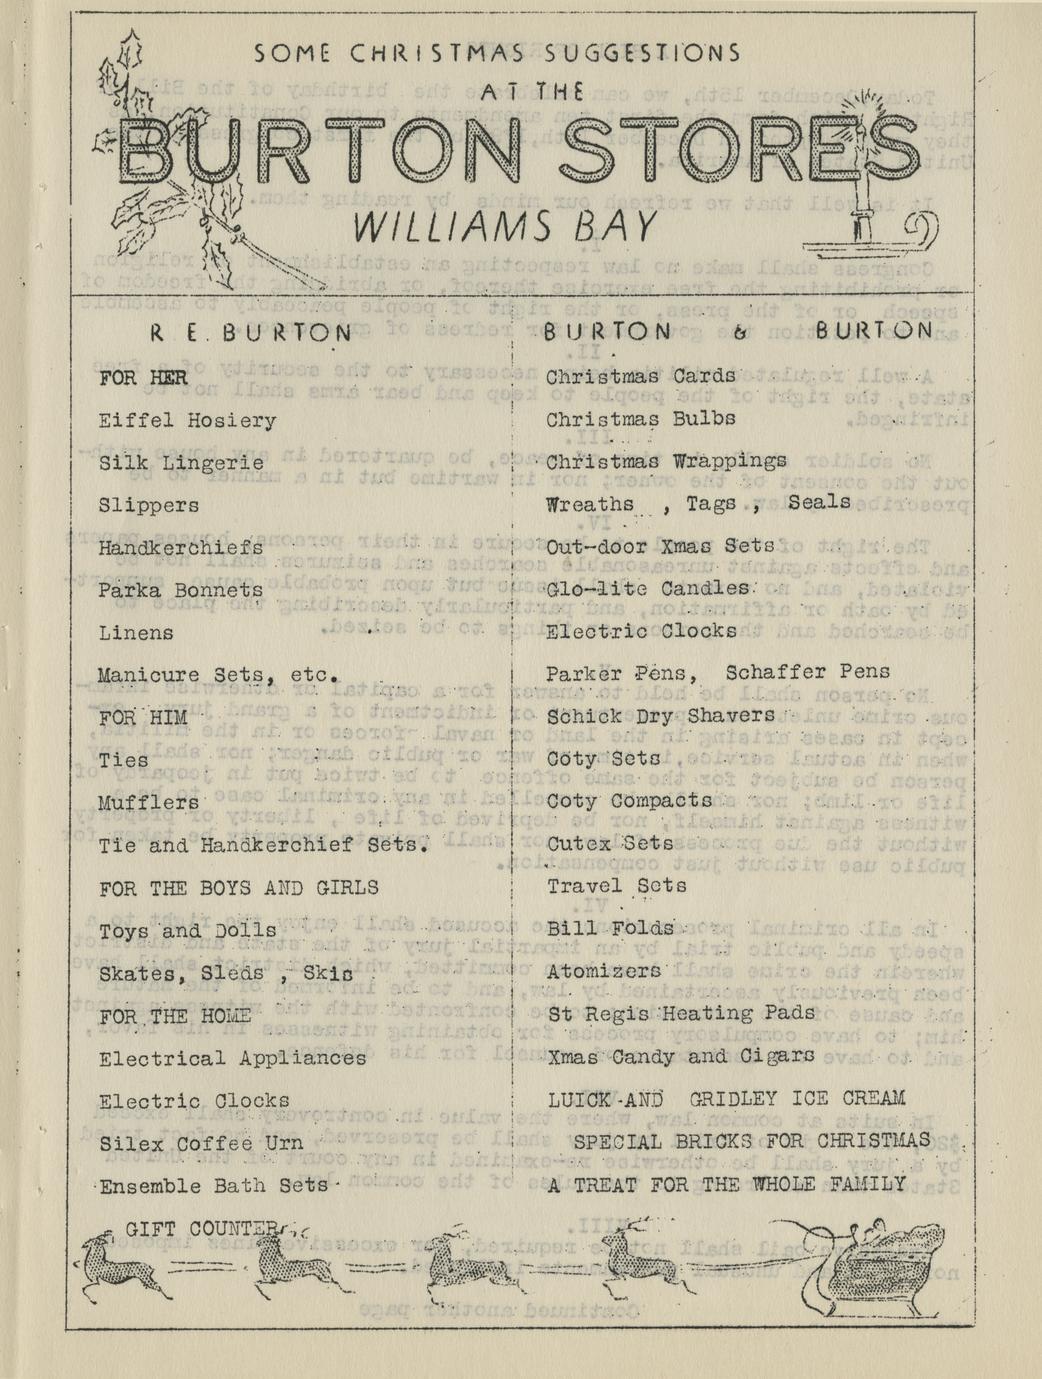 SOME CHRISTMAS SUGGESTIONS
AT THE
BURTON STORES
WILLIAMS BAY
R. E. BURTON
FOR HER
Eiffel Hosiery
Silk Lingerie
Slippers
Handkerchiefs
Parka Bonnets
Linens
Manicure Sets, etc.
FOR HIM
Ties
Mufflers
Tie and Handkerchief Sets.
FOR THE BOYS AND GIRLS
Toys and Dolls
Skates, Sleds , Skis
FOR THE HOME
Electrical Appliances
Electric Clocks
Silex Coffee Urn
Ensemble Bath Sets
GIFT COUNTER
BURTON & BURTON
Christmas Cards
Christmas Bulbs
Christmas Wrappings
Wreaths , Tags , Seals
Out-door Xmas Sets
Glo-lite Candles
Electric Clocks
Parker Pens, Schaffer Pens
Schick Dry Shavers
Coty Sets
Coty Compacts
Cutex Sets
Travel Sets
Bill Folds
Atomizers
St Regis Heating Pads
Xmas Candy and Cigars
LUICK AND GRIDLEY ICE CREAM
SPECIAL BRICKS FOR CHRISTMAS
A TREAT FOR THE WHOLE FAMILY